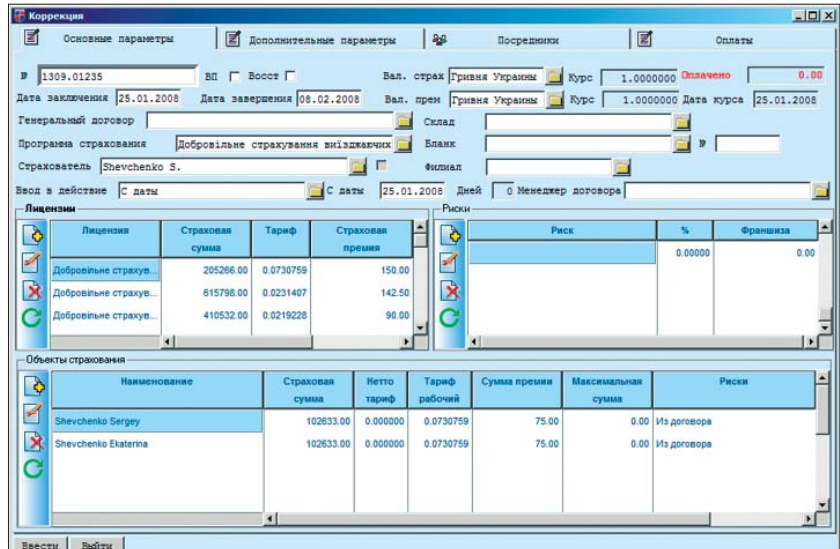 Коррекция
Основные параметры Дополнительные параметры Посредники Оплаты
№ 1309.01235 ВП Восст Вал. страх Гривня Украины Курс 1.0000000 Оплачено 0.00
Дата заключения 25.01.2008 Дата завершения 08.02.2008 Вал. прем Гривня Украины Курс 1.0000000 Дата курса 25.01.2008
Генеральный договор Склад
Программа страхования Добровільне страхування виїзджаючих Бланк №
Страхователь Shevchenko S. Филиал
Ввод в действие С даты С даты 25.01.2008 Дней 0 Менеджер договора
Лицензии Риски
Лицензия Страховая сумма Тариф Страховая премия Риск % Франшиза
0.00000 0.00
Добровільне страхув... 205266.00 0.0730759 150.00
Добровільне страхув... 615798.00 0.0231407 142.50
Добровільне страхув... 410532.00 0.0219228 90.00
Объекты страхования
Наименование Страховая сумма Нетто тариф Тариф рабочий Сумма премии Максимальная сумма Риски
Shevchenko Sergey 102633.00 0.000000 0.0730759 75.00 0.00 Из договора
Shevchenko Ekaterina 102633.00 0.000000 0.0730759 75.00 0.00 Из договора
Ввести Выйти